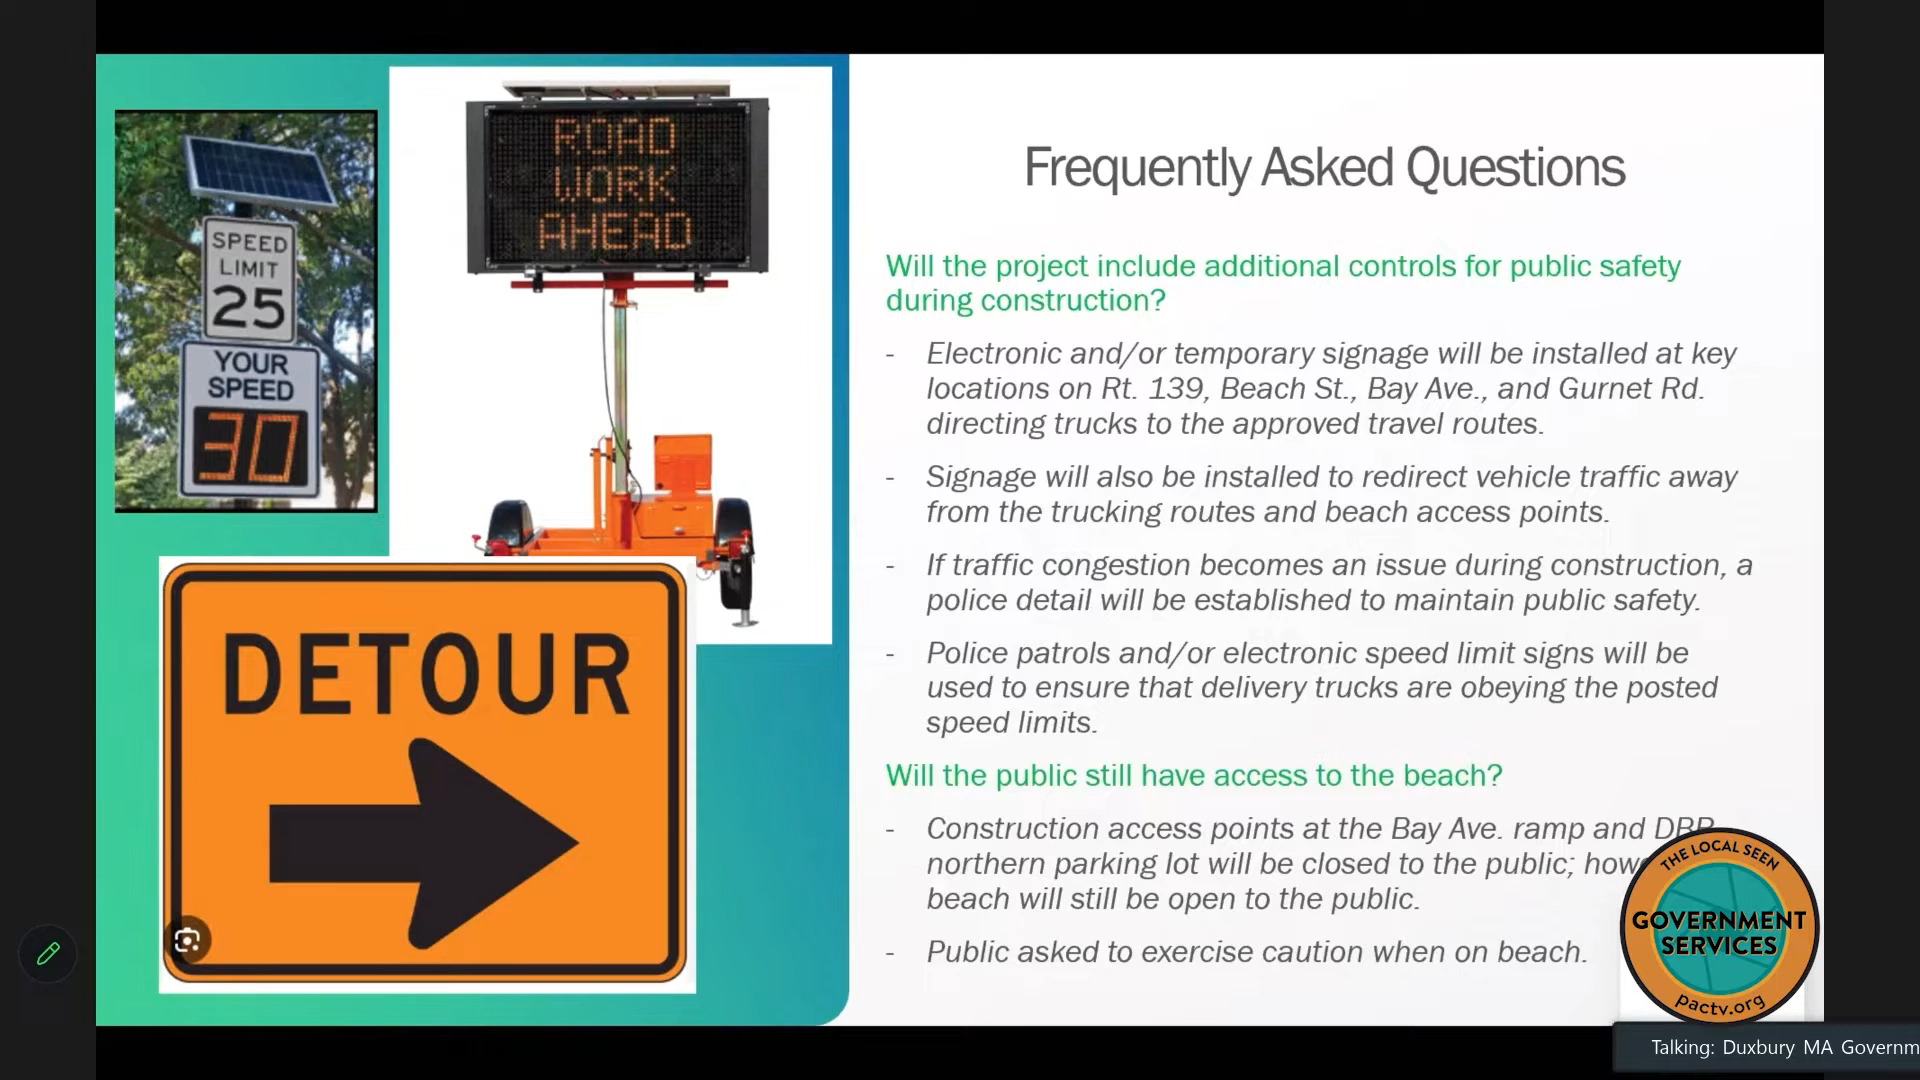 SPEED
LIMIT
25
YOUR
SPEED
30
ROAD
WORK
AHEAD
DETOUR
Frequently Asked Questions
Will the project include additional controls for public safety
during construction?
- Electronic and/or temporary signage will be installed at key
locations on Rt. 139, Beach St., Bay Ave., and Gurnet Rd.
directing trucks to the approved travel routes.
- Signage will also be installed to redirect vehicle traffic away
from the trucking routes and beach access points.
- If traffic congestion becomes an issue during construction, a
police detail will be established to maintain public safety.
- Police patrols and/or electronic speed limit signs will be
used to ensure that delivery trucks are obeying the posted
speed limits.
Will the public still have access to the beach?
- Construction access points at the Bay Ave. ramp and
northern parking lot will be closed to the public;
beach will still be open to the public.
- Public asked to exercise caution when on beach.
THE LOCAL SEEN
GOVERNMENT
SERVICES
pactv.org
Talking: Duxbury MA Governm